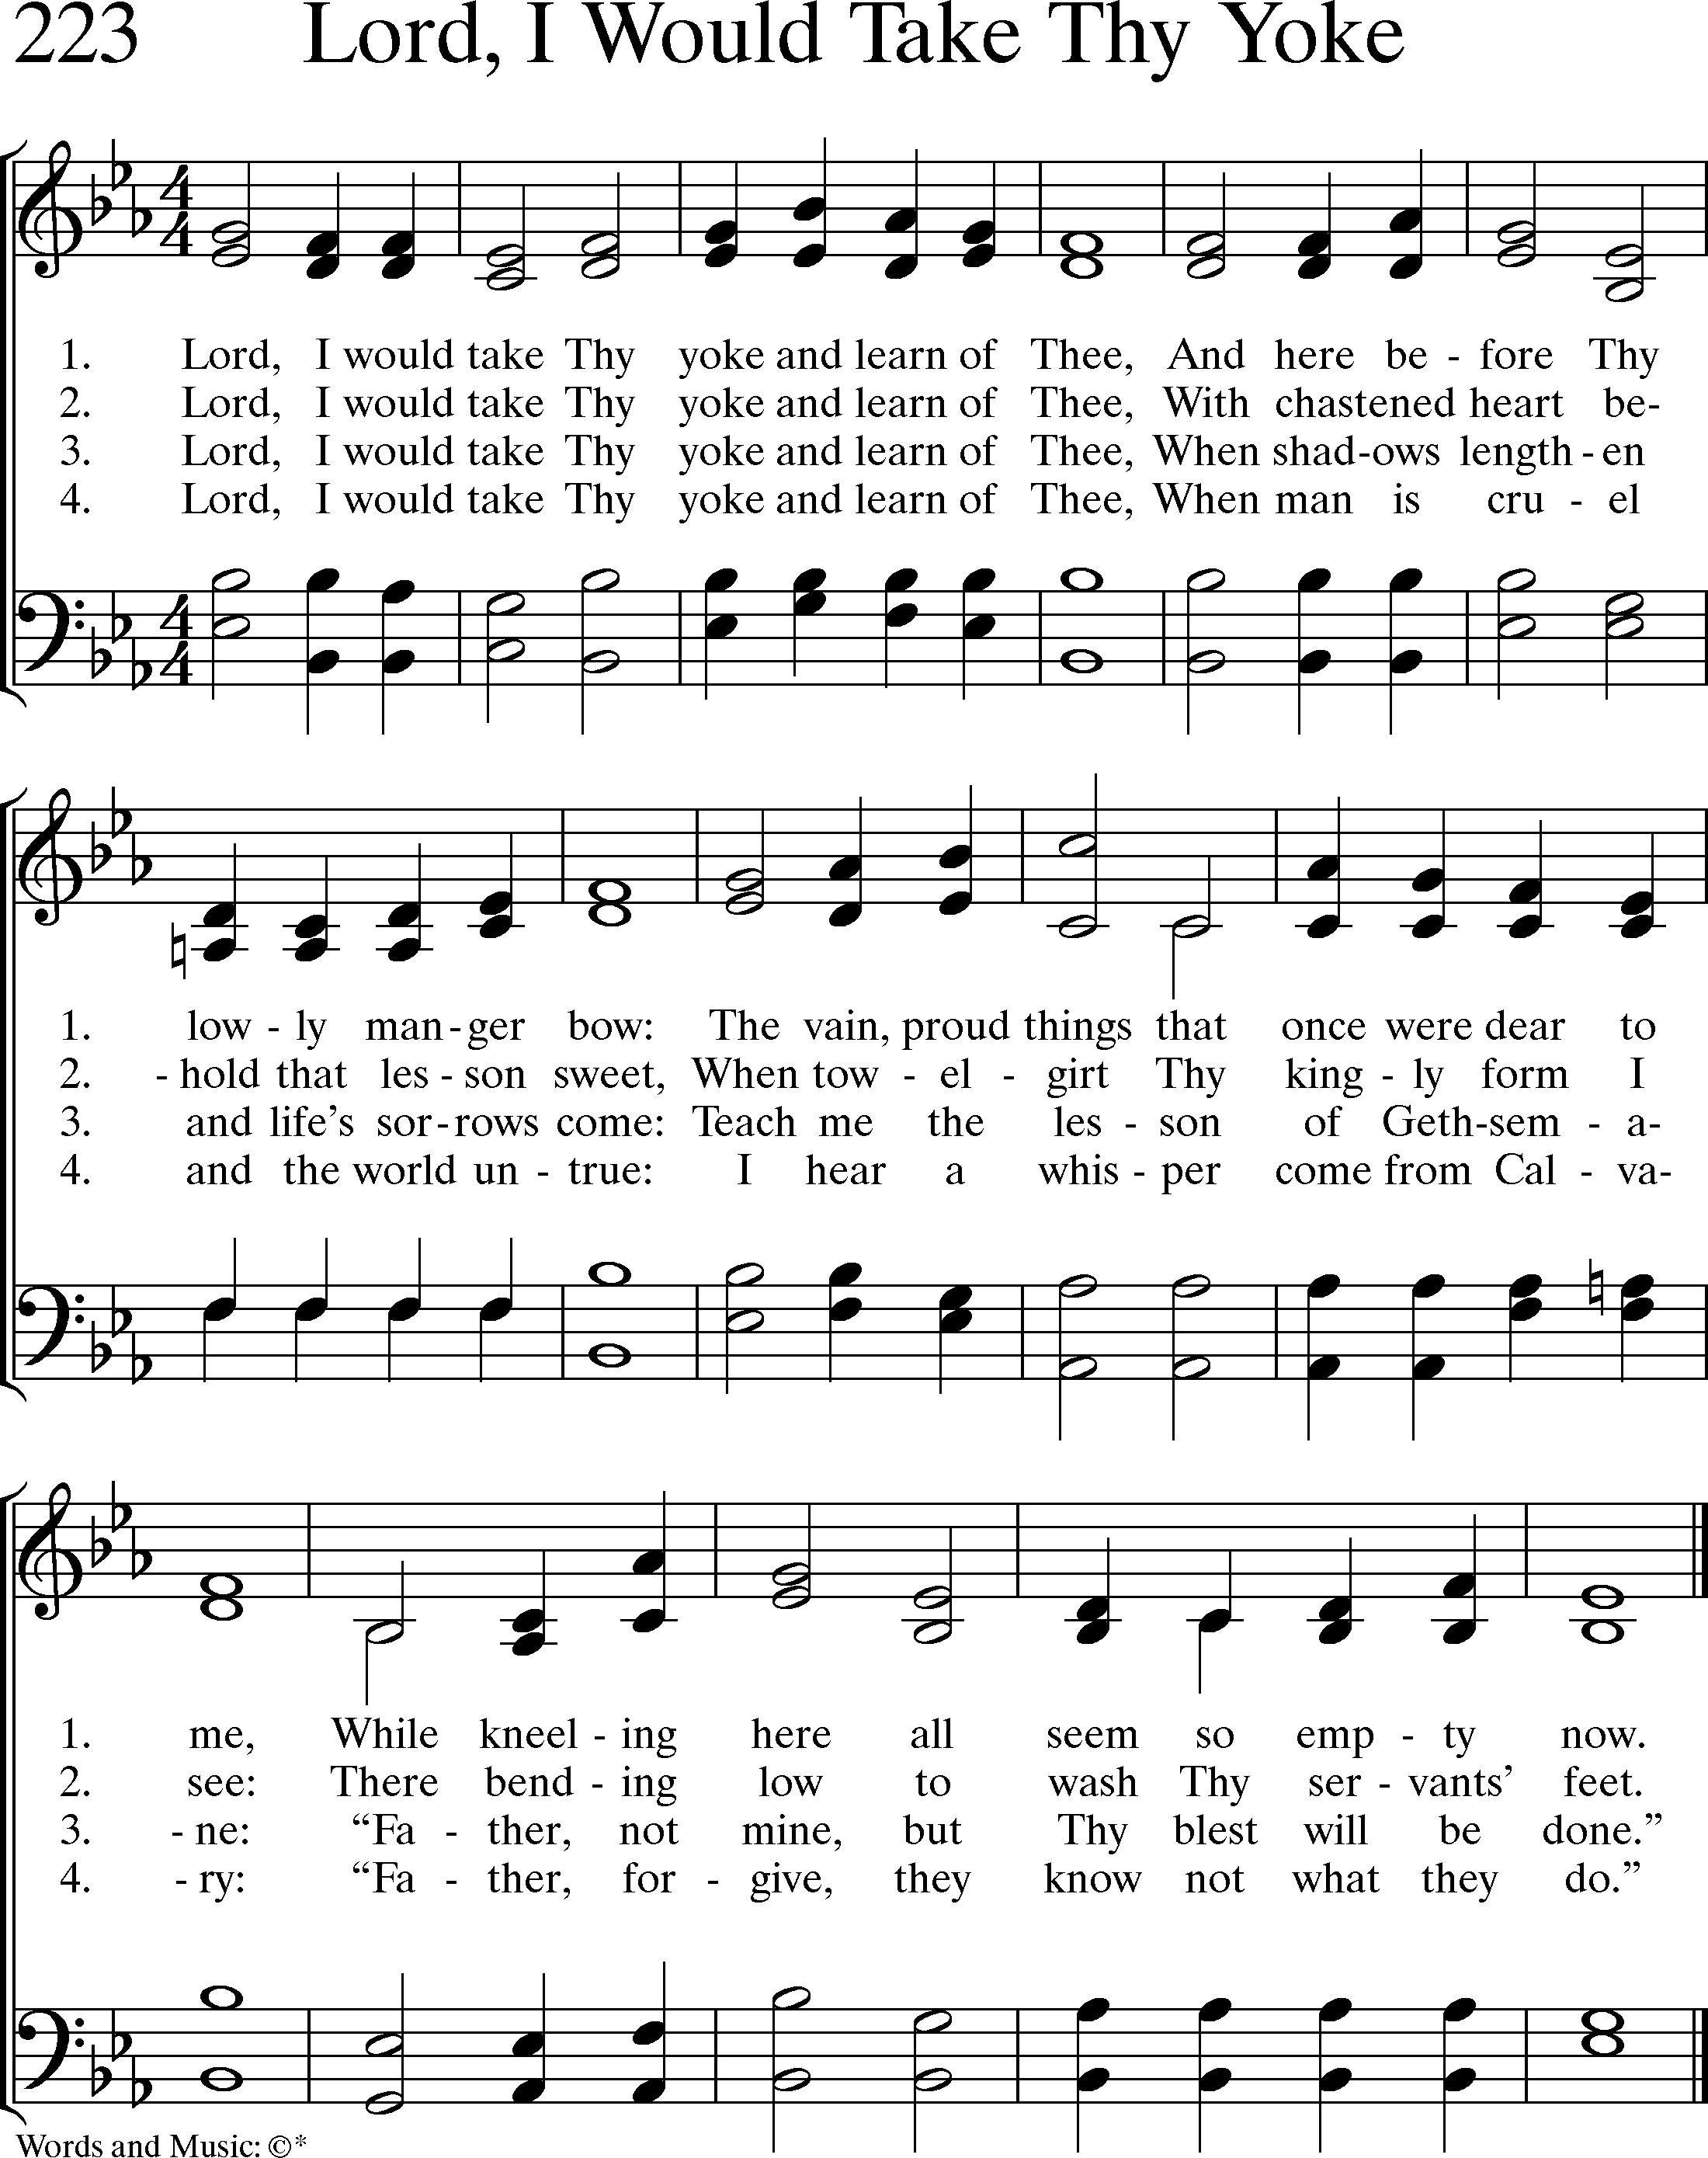 223 Lord, I Would Take Thy Yoke
1. Lord, I would take Thy yoke and learn of Thee, And here be - fore Thy
2. Lord, I would take Thy yoke and learn of Thee, With chastened heart be-
3. Lord, I would take Thy yoke and learn of Thee, When shad-ows length - en
4. Lord, I would take Thy yoke and learn of Thee, When man is cru - el
1. low - ly man-ger bow: The vain, proud things that once were dear to
2. - hold that les - son sweet, When tow - el - girt Thy king - ly form I
3. and life's sor-rows come: Teach me the les - son of Geth-sem - a-
4. and the world un - true: I hear a whis - per come from Cal - va-
1. me, While kneel - ing here all seem so emp - ty now.
2. see: There bend - ing low to wash Thy ser - vants' feet.
3. - ne: “Fa - ther, not mine, but Thy blest will be done.”
4. - ry: “Fa - ther, for - give, they know not what they do.”
Words and Music: ©*